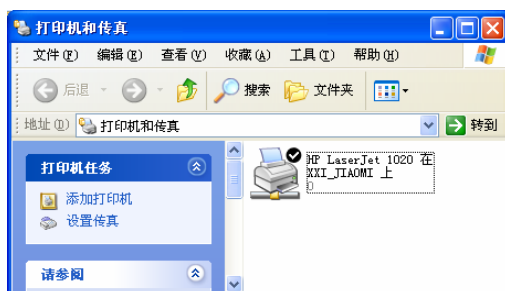 打印机和传真
文件(F) 编辑(E) 查看(V) 收藏(A) 工具(T) 帮助(H)
后退 搜索 文件夹
地址(D) 打印机和传真 转到
打印机任务
添加打印机
设置传真
请参阅
HP LaserJet 1020 在
XXI_JIAOMI 上
0